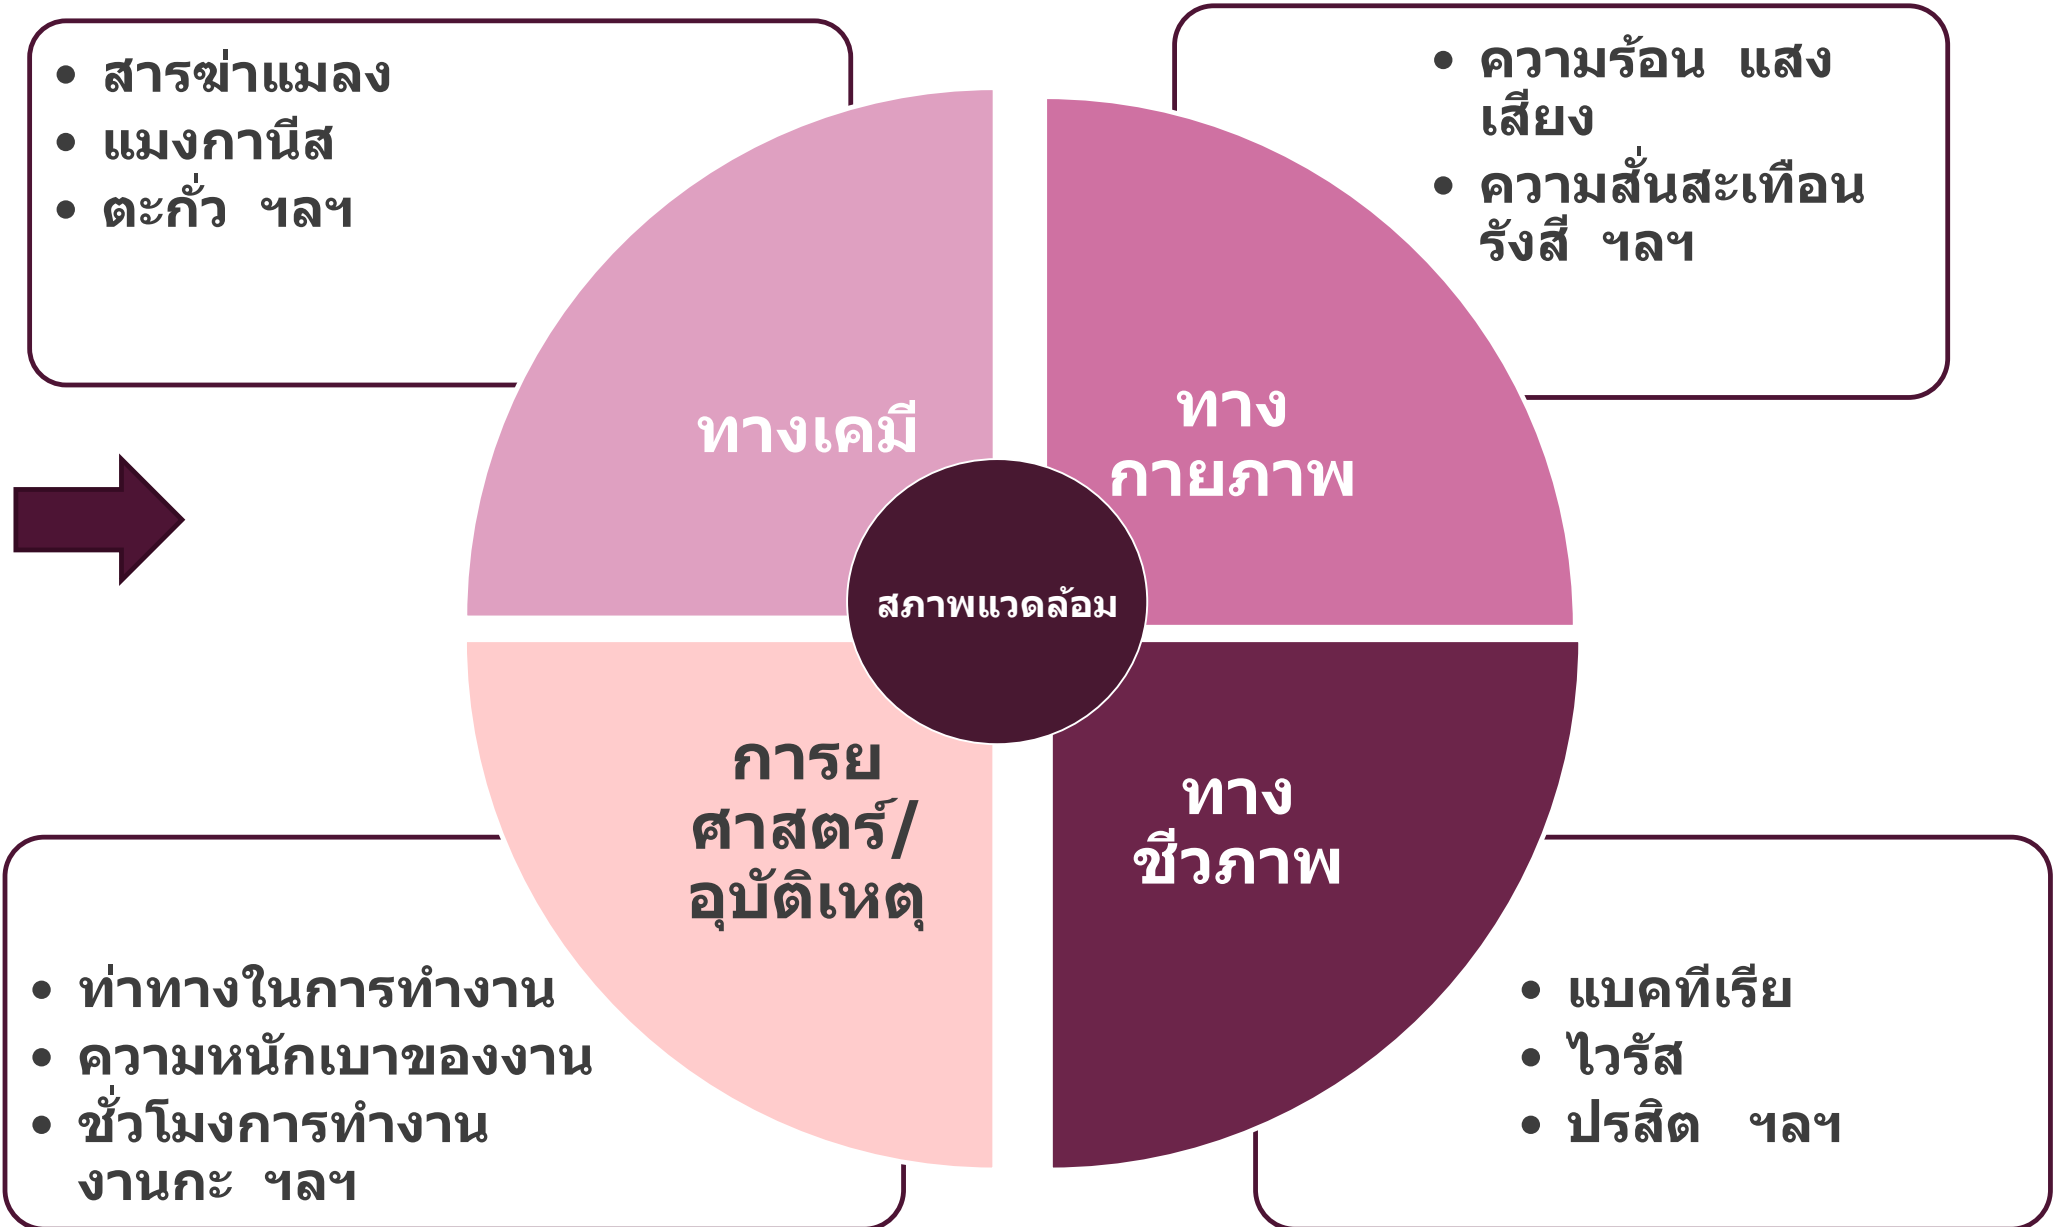 สารฆ่าแมลง
แมงกานีส
ตะกั่ว ฯลฯ
ความร้อน แสง
เสียง
ความสั่นสะเทือน
รังสี ฯลฯ
ทางเคมี
ทาง
กายภาพ
สภาพแวดล้อม
การย
ศาสตร์/
อุบัติเหตุ
ทาง
ชีวภาพ
ท่าทางในการทำงาน
ความหนักเบาของงาน
ชั่วโมงการทำงาน
งานกะ ฯลฯ
แบคทีเรีย
ไวรัส
ปรสิต ฯลฯ